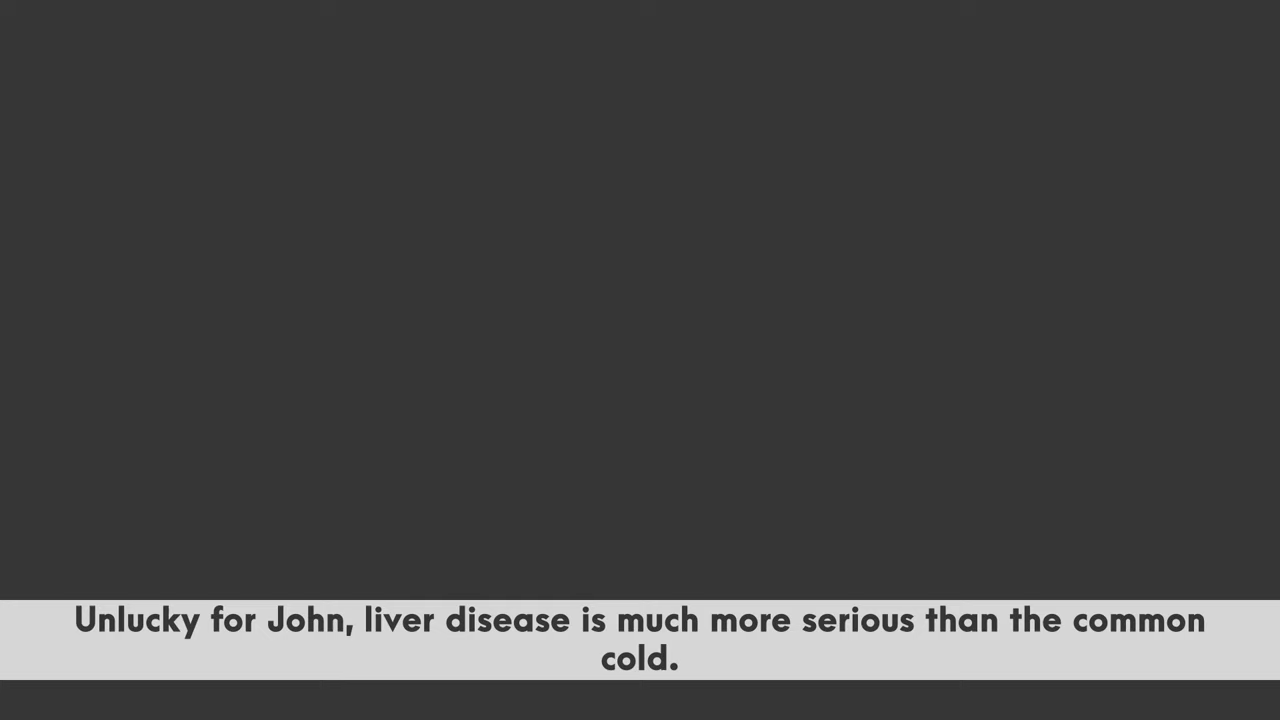 Unlucky for John, liver disease is much more serious than the common
cold.